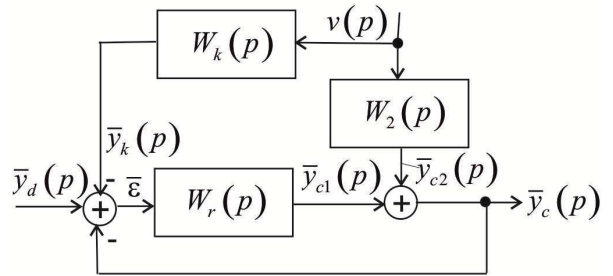 W_k(p)
v(p)
W_2(p)
ȳ_k(p)
ȳ_d(p)
-
ε̄
W_r(p)
ȳ_c1(p)
ȳ_c2(p)
+
+
ȳ_c(p)
-